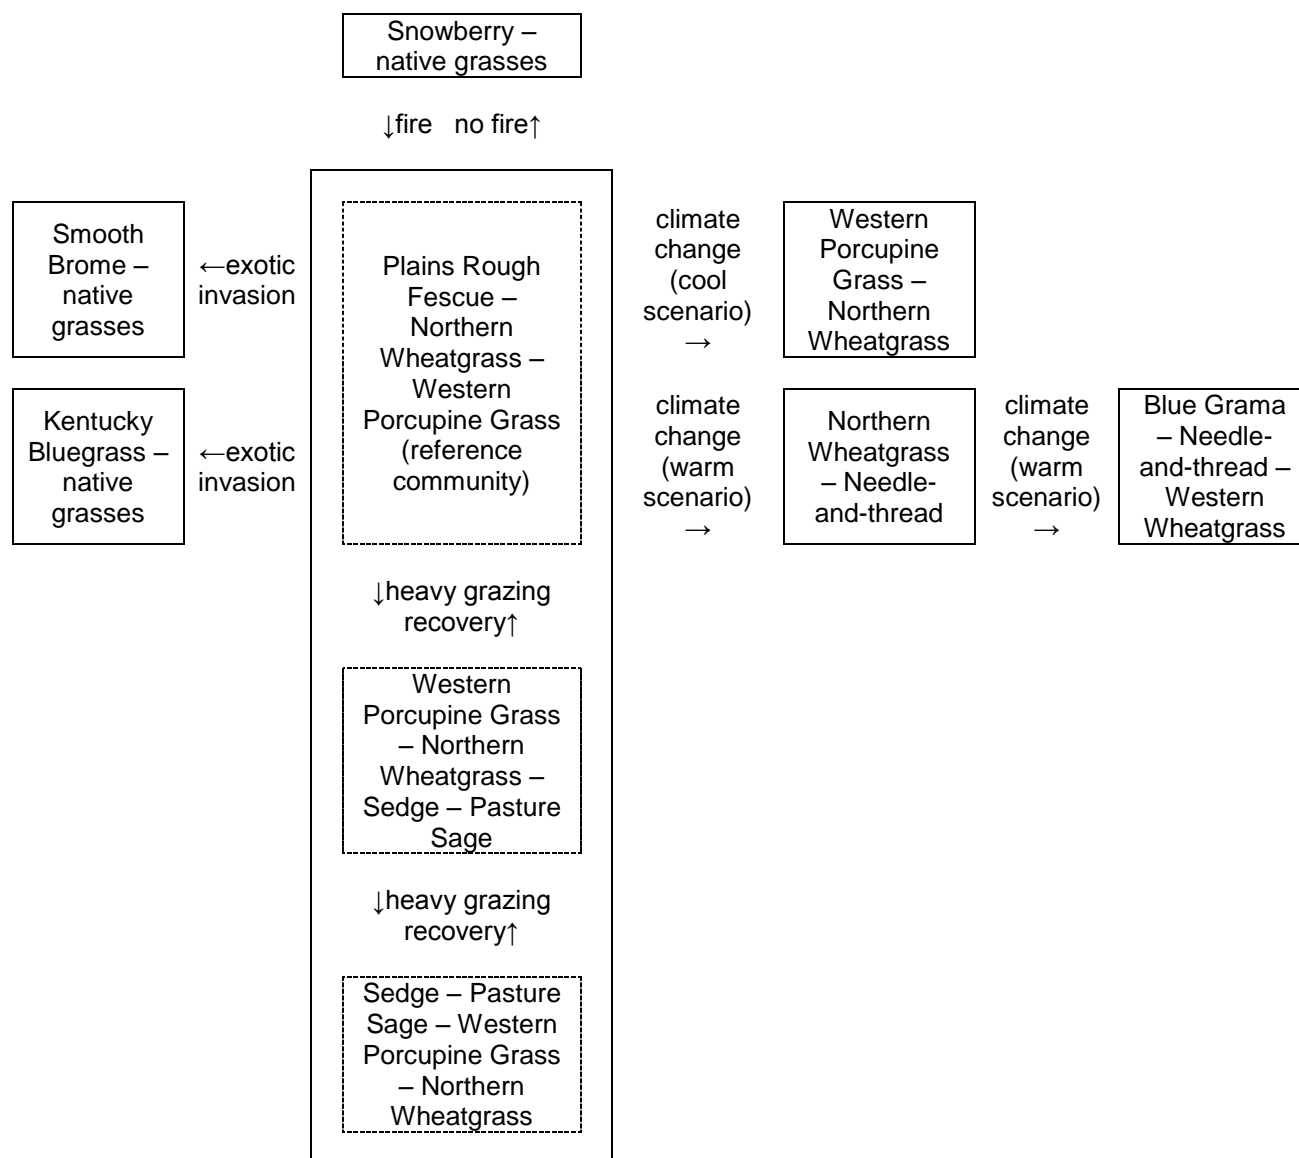 Snowberry –
native grasses
↓fire   no fire↑
Smooth
Brome –
native
grasses
←exotic
invasion
Plains Rough
Fescue –
Northern
Wheatgrass –
Western
Porcupine Grass
(reference
community)
climate
change
(cool
scenario)
→
Western
Porcupine
Grass –
Northern
Wheatgrass
Kentucky
Bluegrass –
native
grasses
←exotic
invasion
climate
change
(warm
scenario)
→
Northern
Wheatgrass
– Needle-
and-thread
climate
change
(warm
scenario)
→
Blue Grama
– Needle-
and-thread –
Western
Wheatgrass
↓heavy grazing
recovery↑
Western
Porcupine Grass
– Northern
Wheatgrass –
Sedge – Pasture
Sage
↓heavy grazing
recovery↑
Sedge – Pasture
Sage – Western
Porcupine Grass
– Northern
Wheatgrass